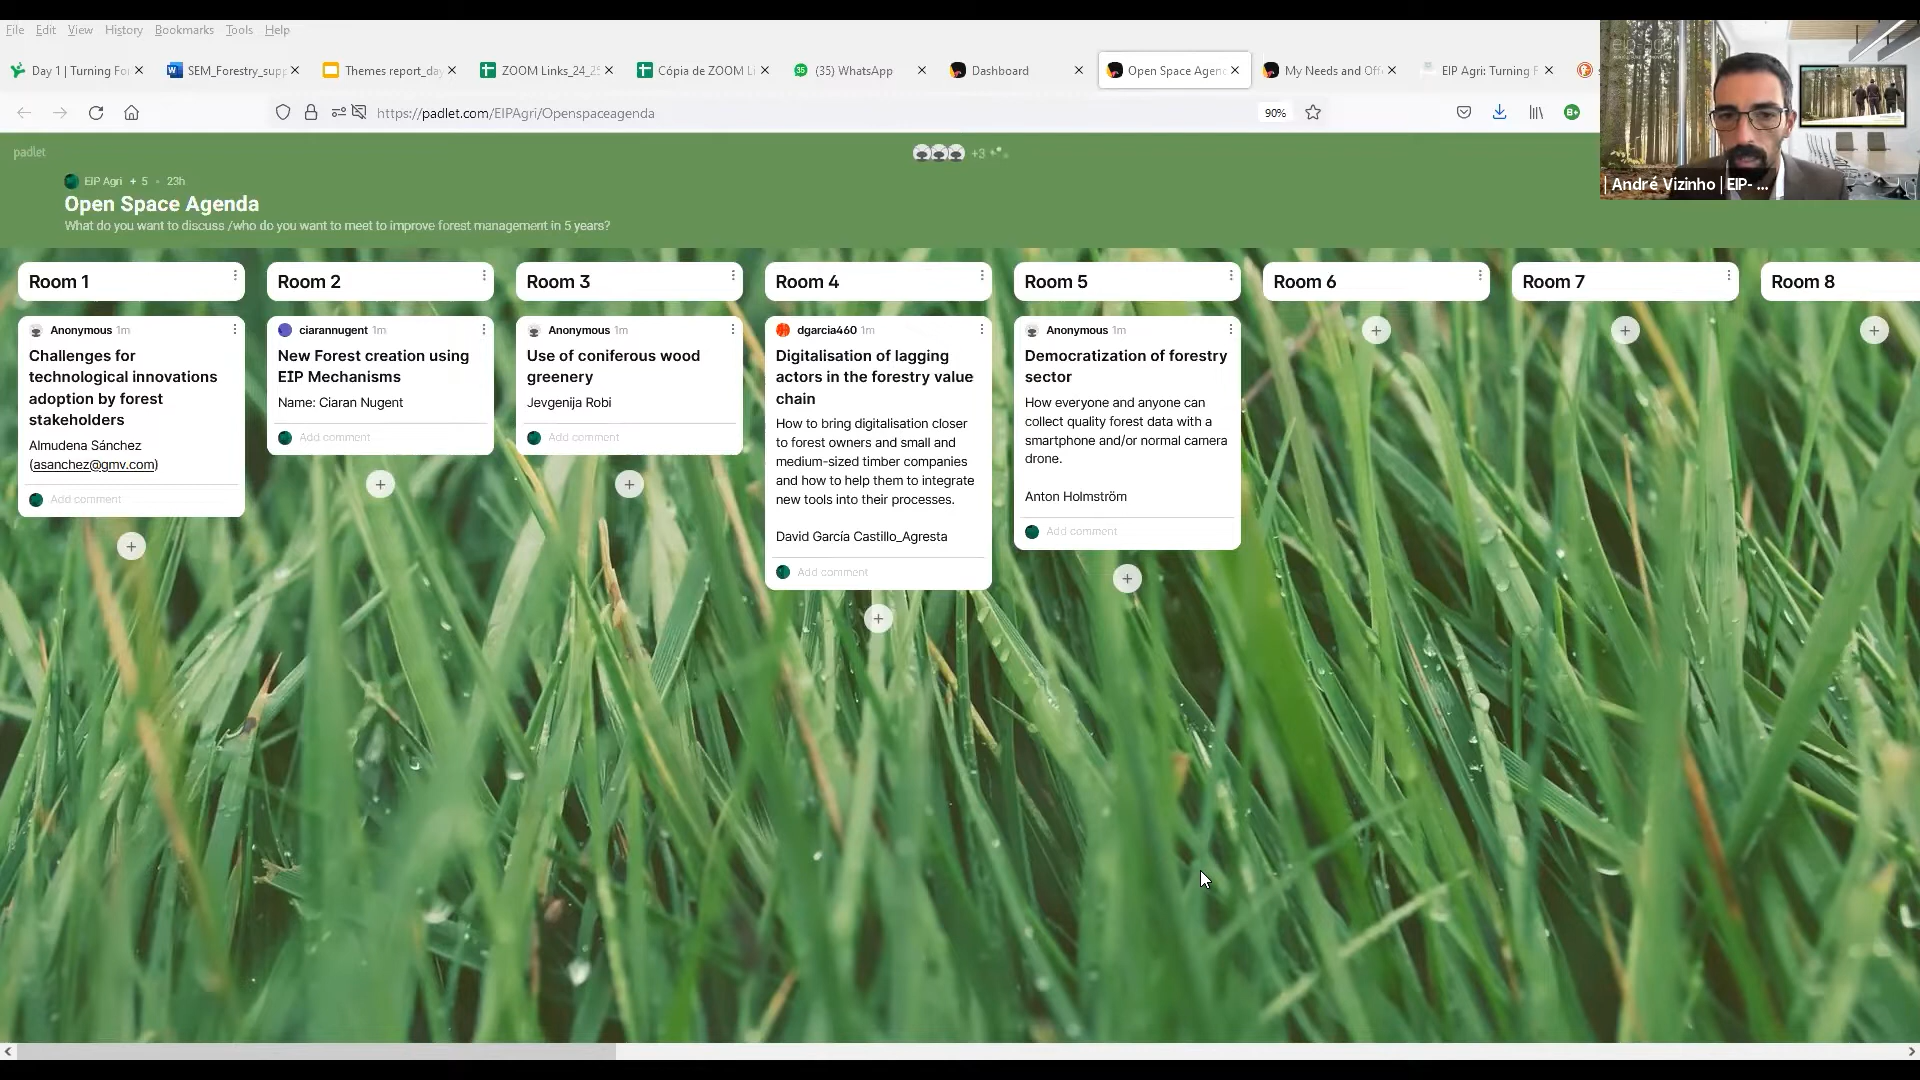 File Edit View History Bookmarks Tools Help
Day 1 | Turning Fo
SEM_Forestry_supp
Themes report_day
ZOOM Links_24_25
Cópia de ZOOM Li
(35) WhatsApp
Dashboard
Open Space Agend
My Needs and Off
EIP Agri: Turning F
https://padlet.com/EIPAgri/Openspaceagenda
90%
padlet
+3
EIP Agri + 5 • 23h
Open Space Agenda
What do you want to discuss /who do you want to meet to improve forest management in 5 years?
André Vizinho | EIP- ...
Room 1
Anonymous 1m
Challenges for
technological innovations
adoption by forest
stakeholders
Almudena Sánchez
(asanchez@gmv.com)
Add comment
Room 2
ciarannugent 1m
New Forest creation using
EIP Mechanisms
Name: Ciaran Nugent
Add comment
Room 3
Anonymous 1m
Use of coniferous wood
greenery
Jevgenija Robi
Add comment
Room 4
dgarcia460 1m
Digitalisation of lagging
actors in the forestry value
chain
How to bring digitalisation closer
to forest owners and small and
medium-sized timber companies
and how to help them to integrate
new tools into their processes.
David García Castillo_Agresta
Add comment
Room 5
Anonymous 1m
Democratization of forestry
sector
How everyone and anyone can
collect quality forest data with a
smartphone and/or normal camera
drone.
Anton Holmström
Add comment
Room 6
Room 7
Room 8